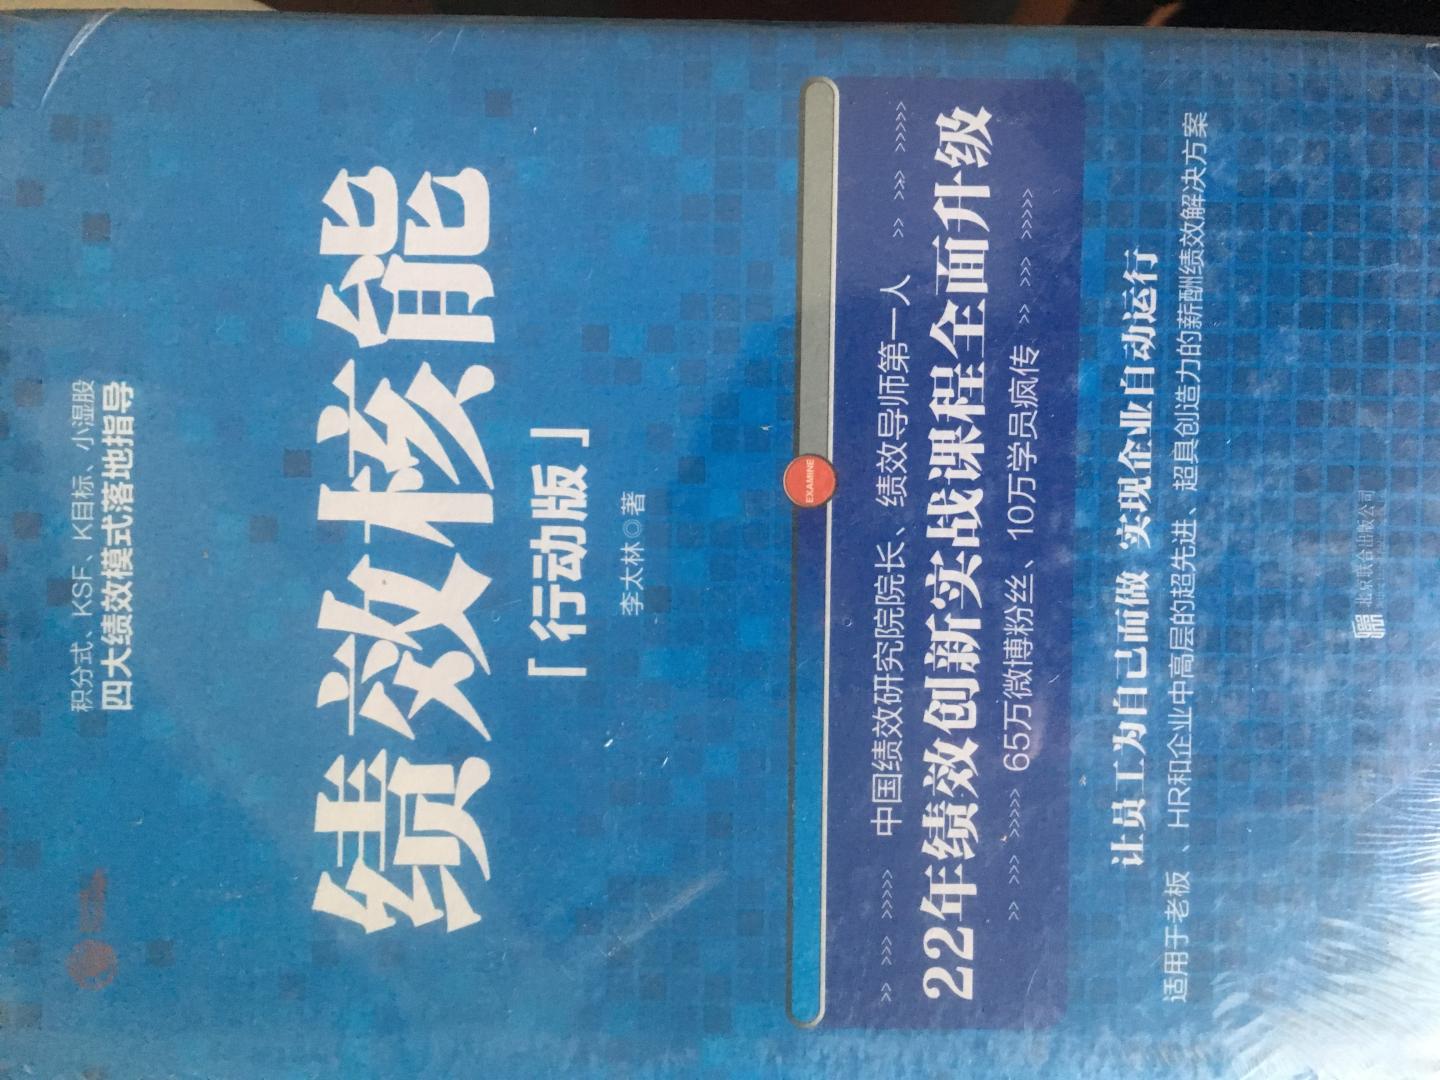 积分式、KSF、K目标、小湿股
四大绩效模式落地指导
绩效核能
「行动版」
李太林◎著
EXAMINE
>> >>> >>>>> 中国绩效研究院院长、绩效导师第一人 >> >>> >>>>>
22年绩效创新实战课程全面升级
>> >>> >>>>> 65万微博粉丝、10万学员疯传 >> >>> >>>>>
让员工为自己而做 实现企业自动运行
适用于老板、HR和企业中高层的超先进、超具创造力的薪酬绩效解决方案
北京联合出版公司